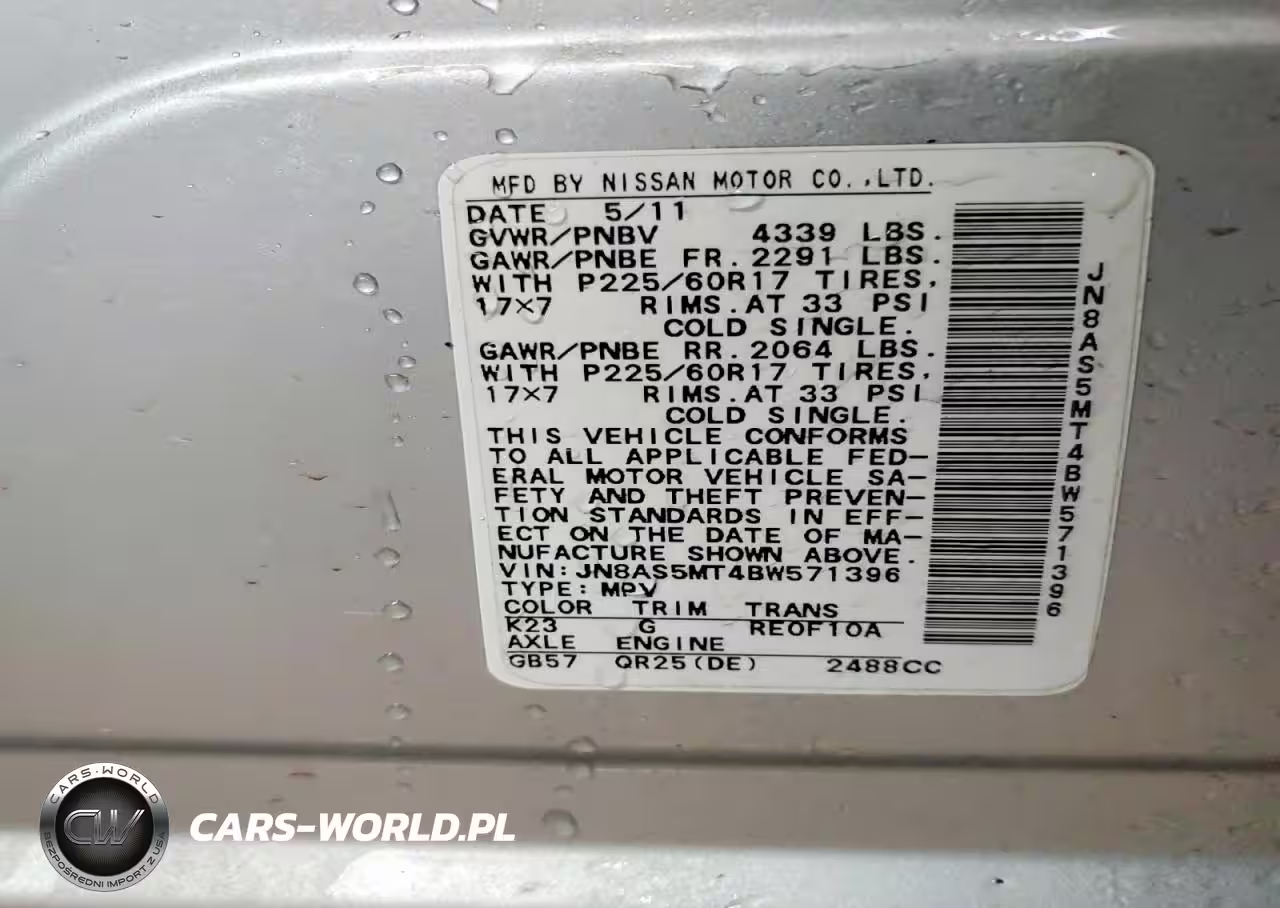 MFD BY NISSAN MOTOR CO.,LTD.
DATE 5/11
GVWR/PNBV 4339 LBS.
GAWR/PNBE FR. 2291 LBS.
WITH P225/60R17 TIRES,
17×7 RIMS.AT 33 PSI
COLD SINGLE.
GAWR/PNBE RR. 2064 LBS.
WITH P225/60R17 TIRES,
17×7 RIMS.AT 33 PSI
COLD SINGLE.
THIS VEHICLE CONFORMS
TO ALL APPLICABLE FED-
ERAL MOTOR VEHICLE SA-
FETY AND THEFT PREVEN-
TION STANDARDS IN EFF-
ECT ON THE DATE OF MA-
NUFACTURE SHOWN ABOVE.
VIN:JN8AS5MT4BW571396
TYPE:MPV
COLOR TRIM TRANS
K23 G RE0F10A
AXLE ENGINE
GB57 QR25(DE) 2488CC
JN8AS5MT4BW571396
CARS-WORLD
CW
BEZPOŚREDNI IMPORT Z USA
CARS-WORLD.PL